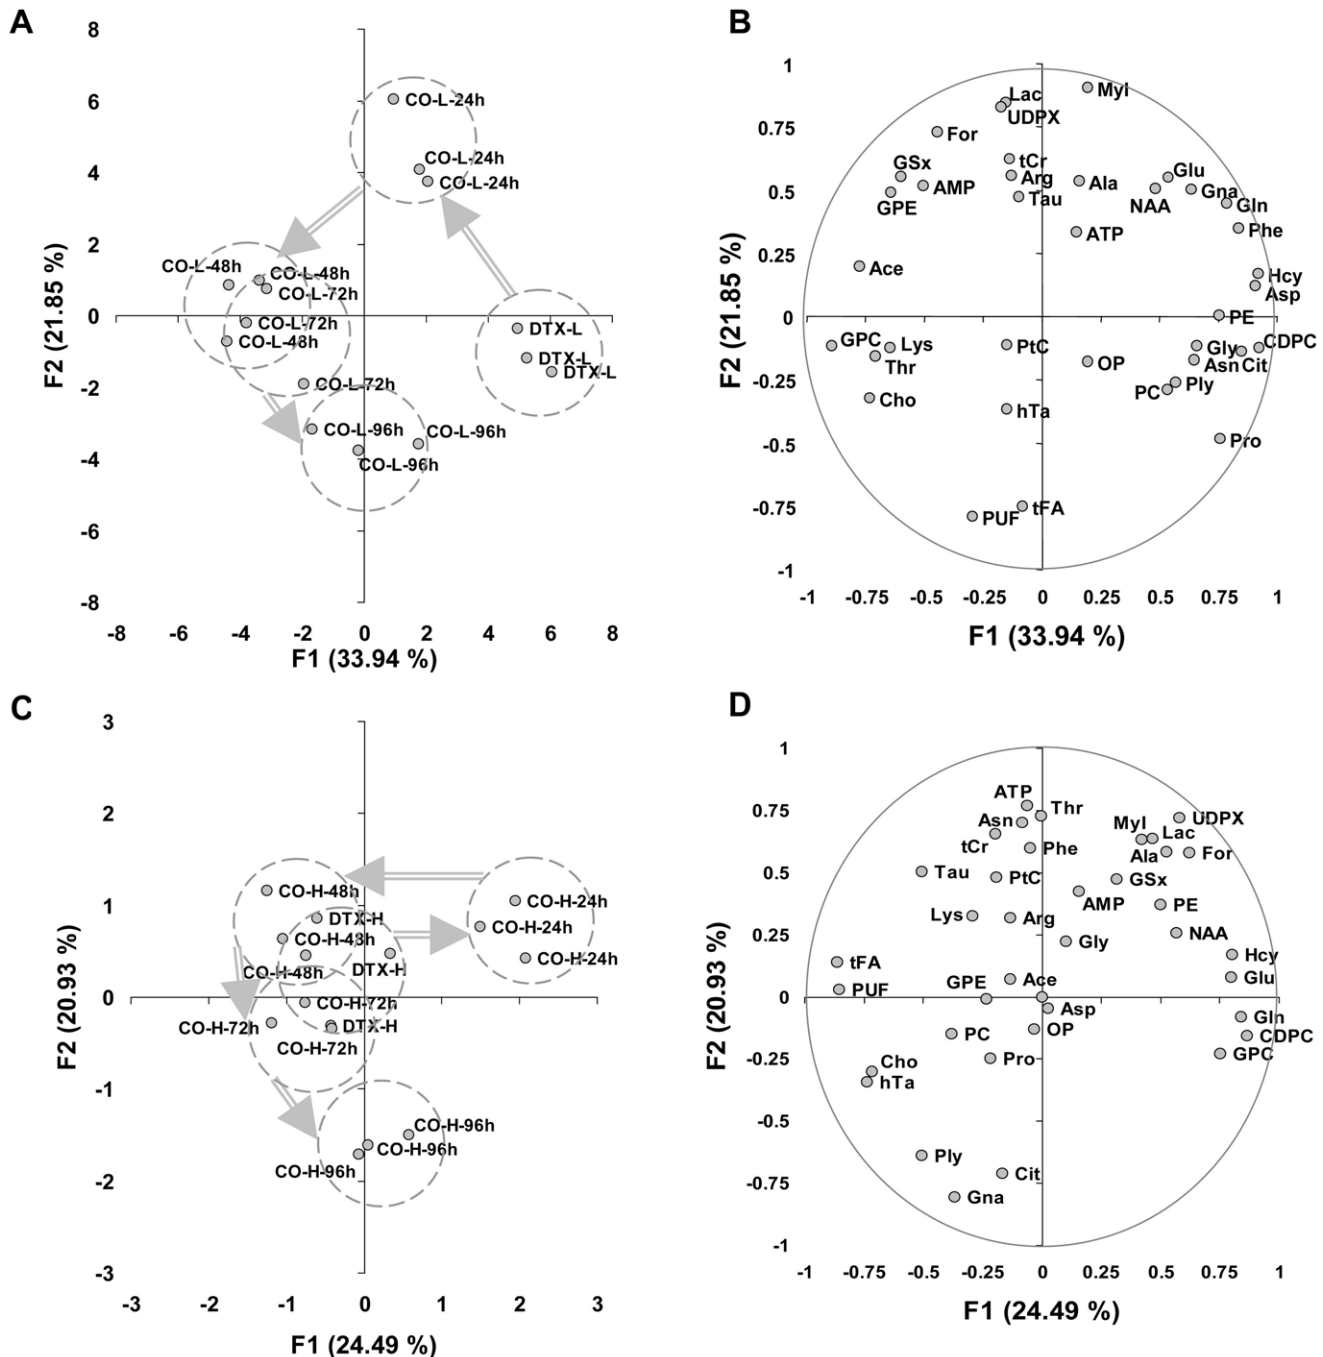 A
8
6
4
2
0
-2
-4
-6
-8
-8 -6 -4 -2 0 2 4 6 8
F2 (21.85 %)
F1 (33.94 %)
CO-L-24h
CO-L-24h
CO-L-24h
CO-L-48h
CO-L-48h
CO-L-72h
CO-L-72h
CO-L-48h
CO-L-72h
CO-L-96h
CO-L-96h
CO-L-96h
DTX-L
DTX-L
DTX-L
B
1
0.75
0.5
0.25
0
-0.25
-0.5
-0.75
-1
-1 -0.75 -0.5 -0.25 0 0.25 0.5 0.75 1
F2 (21.85 %)
F1 (33.94 %)
Myl
Lac
UDPX
For
tCr
GSx
Arg
AMP
Tau
GPE
Ala
Glu
NAA
Gna
Gln
ATP
Phe
Ace
Hcy
Asp
PE
GPC
Lys
Thr
PtC
OP
Gly
CDPC
Asn
Cit
Cho
PC
Ply
hTa
Pro
PUF
tFA
C
3
2
1
0
-1
-2
-3
-3 -2 -1 0 1 2 3
F2 (20.93 %)
F1 (24.49 %)
CO-H-48h
DTX-H
CO-H-48h
CO-H-48h
DTX-H
CO-H-24h
CO-H-24h
CO-H-24h
CO-H-72h
CO-H-72h
DTX-H
CO-H-72h
CO-H-96h
CO-H-96h
CO-H-96h
D
1
0.75
0.5
0.25
0
-0.25
-0.5
-0.75
-1
-1 -0.75 -0.5 -0.25 0 0.25 0.5 0.75 1
F2 (20.93 %)
F1 (24.49 %)
ATP
Thr
Asn
tCr
Phe
Myl
Lac
UDPX
Ala
For
Tau
PtC
GSx
AMP
PE
Lys
Arg
NAA
Gly
Hcy
tFA
Glu
PUF
GPE
Ace
Asp
Gln
PC
OP
CDPC
GPC
Cho
Pro
hTa
Ply
Cit
Gna